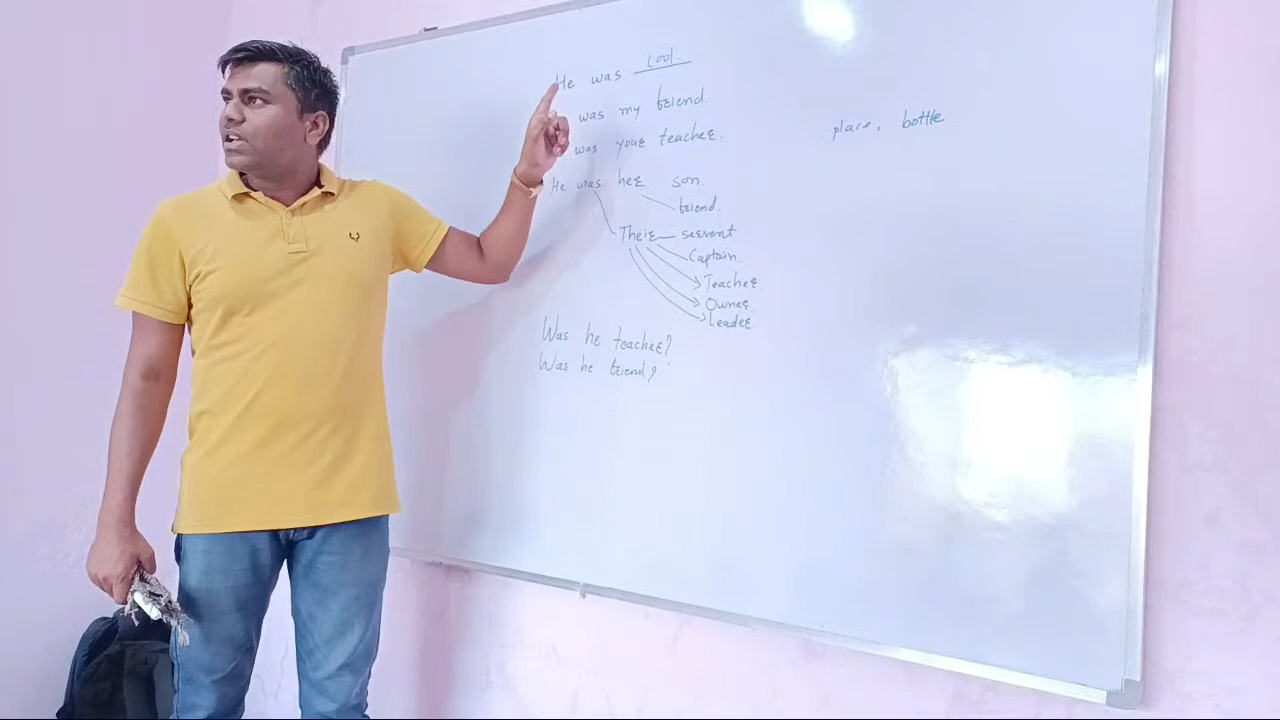 He was cool.
was my friend.
was your teacher.
He was her son.
friend.
Their servent
Captain.
Teacher.
Owner.
Leader.
Was he teacher?
Was he friend?
place, bottle